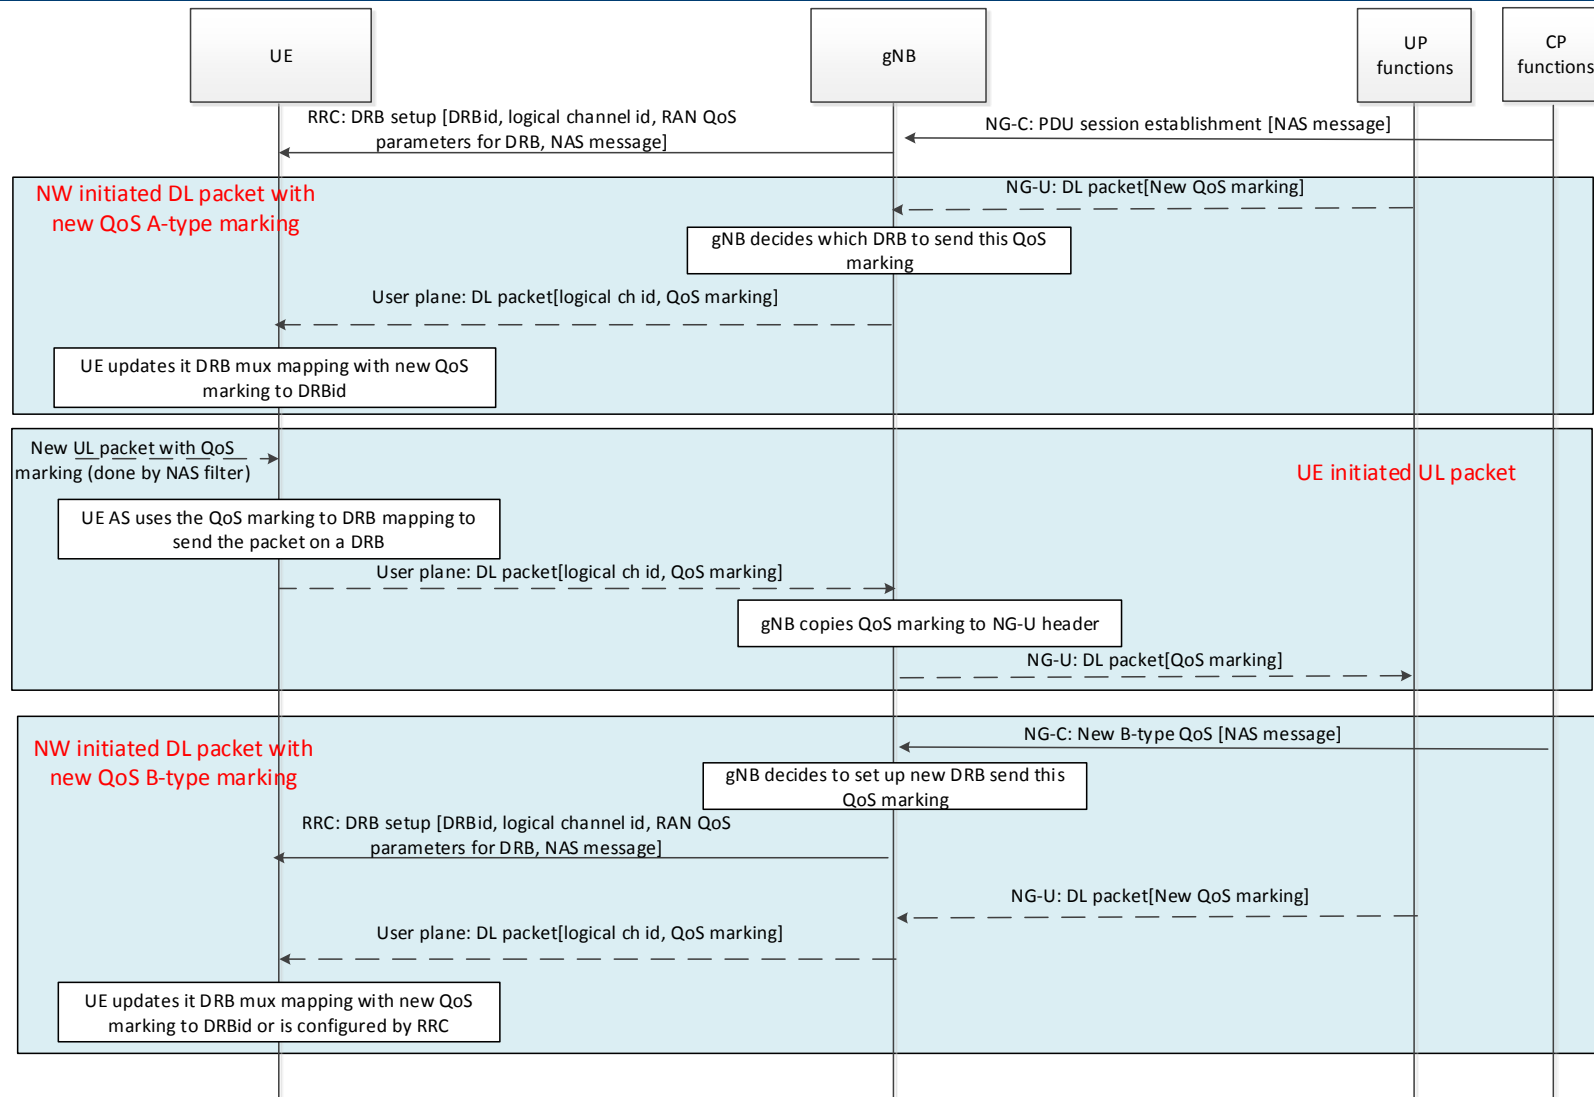 UE
gNB
UP
functions
CP
functions
RRC: DRB setup [DRBid, logical channel id, RAN QoS
parameters for DRB, NAS message]
NG-C: PDU session establishment [NAS message]
NW initiated DL packet with
new QoS A-type marking
NG-U: DL packet[New QoS marking]
gNB decides which DRB to send this QoS
marking
User plane: DL packet[logical ch id, QoS marking]
UE updates it DRB mux mapping with new QoS
marking to DRBid
New UL packet with QoS
marking (done by NAS filter)
UE initiated UL packet
UE AS uses the QoS marking to DRB mapping to
send the packet on a DRB
User plane: DL packet[logical ch id, QoS marking]
gNB copies QoS marking to NG-U header
NG-U: DL packet[QoS marking]
NW initiated DL packet with
new QoS B-type marking
NG-C: New B-type QoS [NAS message]
gNB decides to set up new DRB send this
QoS marking
RRC: DRB setup [DRBid, logical channel id, RAN QoS
parameters for DRB, NAS message]
NG-U: DL packet[New QoS marking]
User plane: DL packet[logical ch id, QoS marking]
UE updates it DRB mux mapping with new QoS
marking to DRBid or is configured by RRC